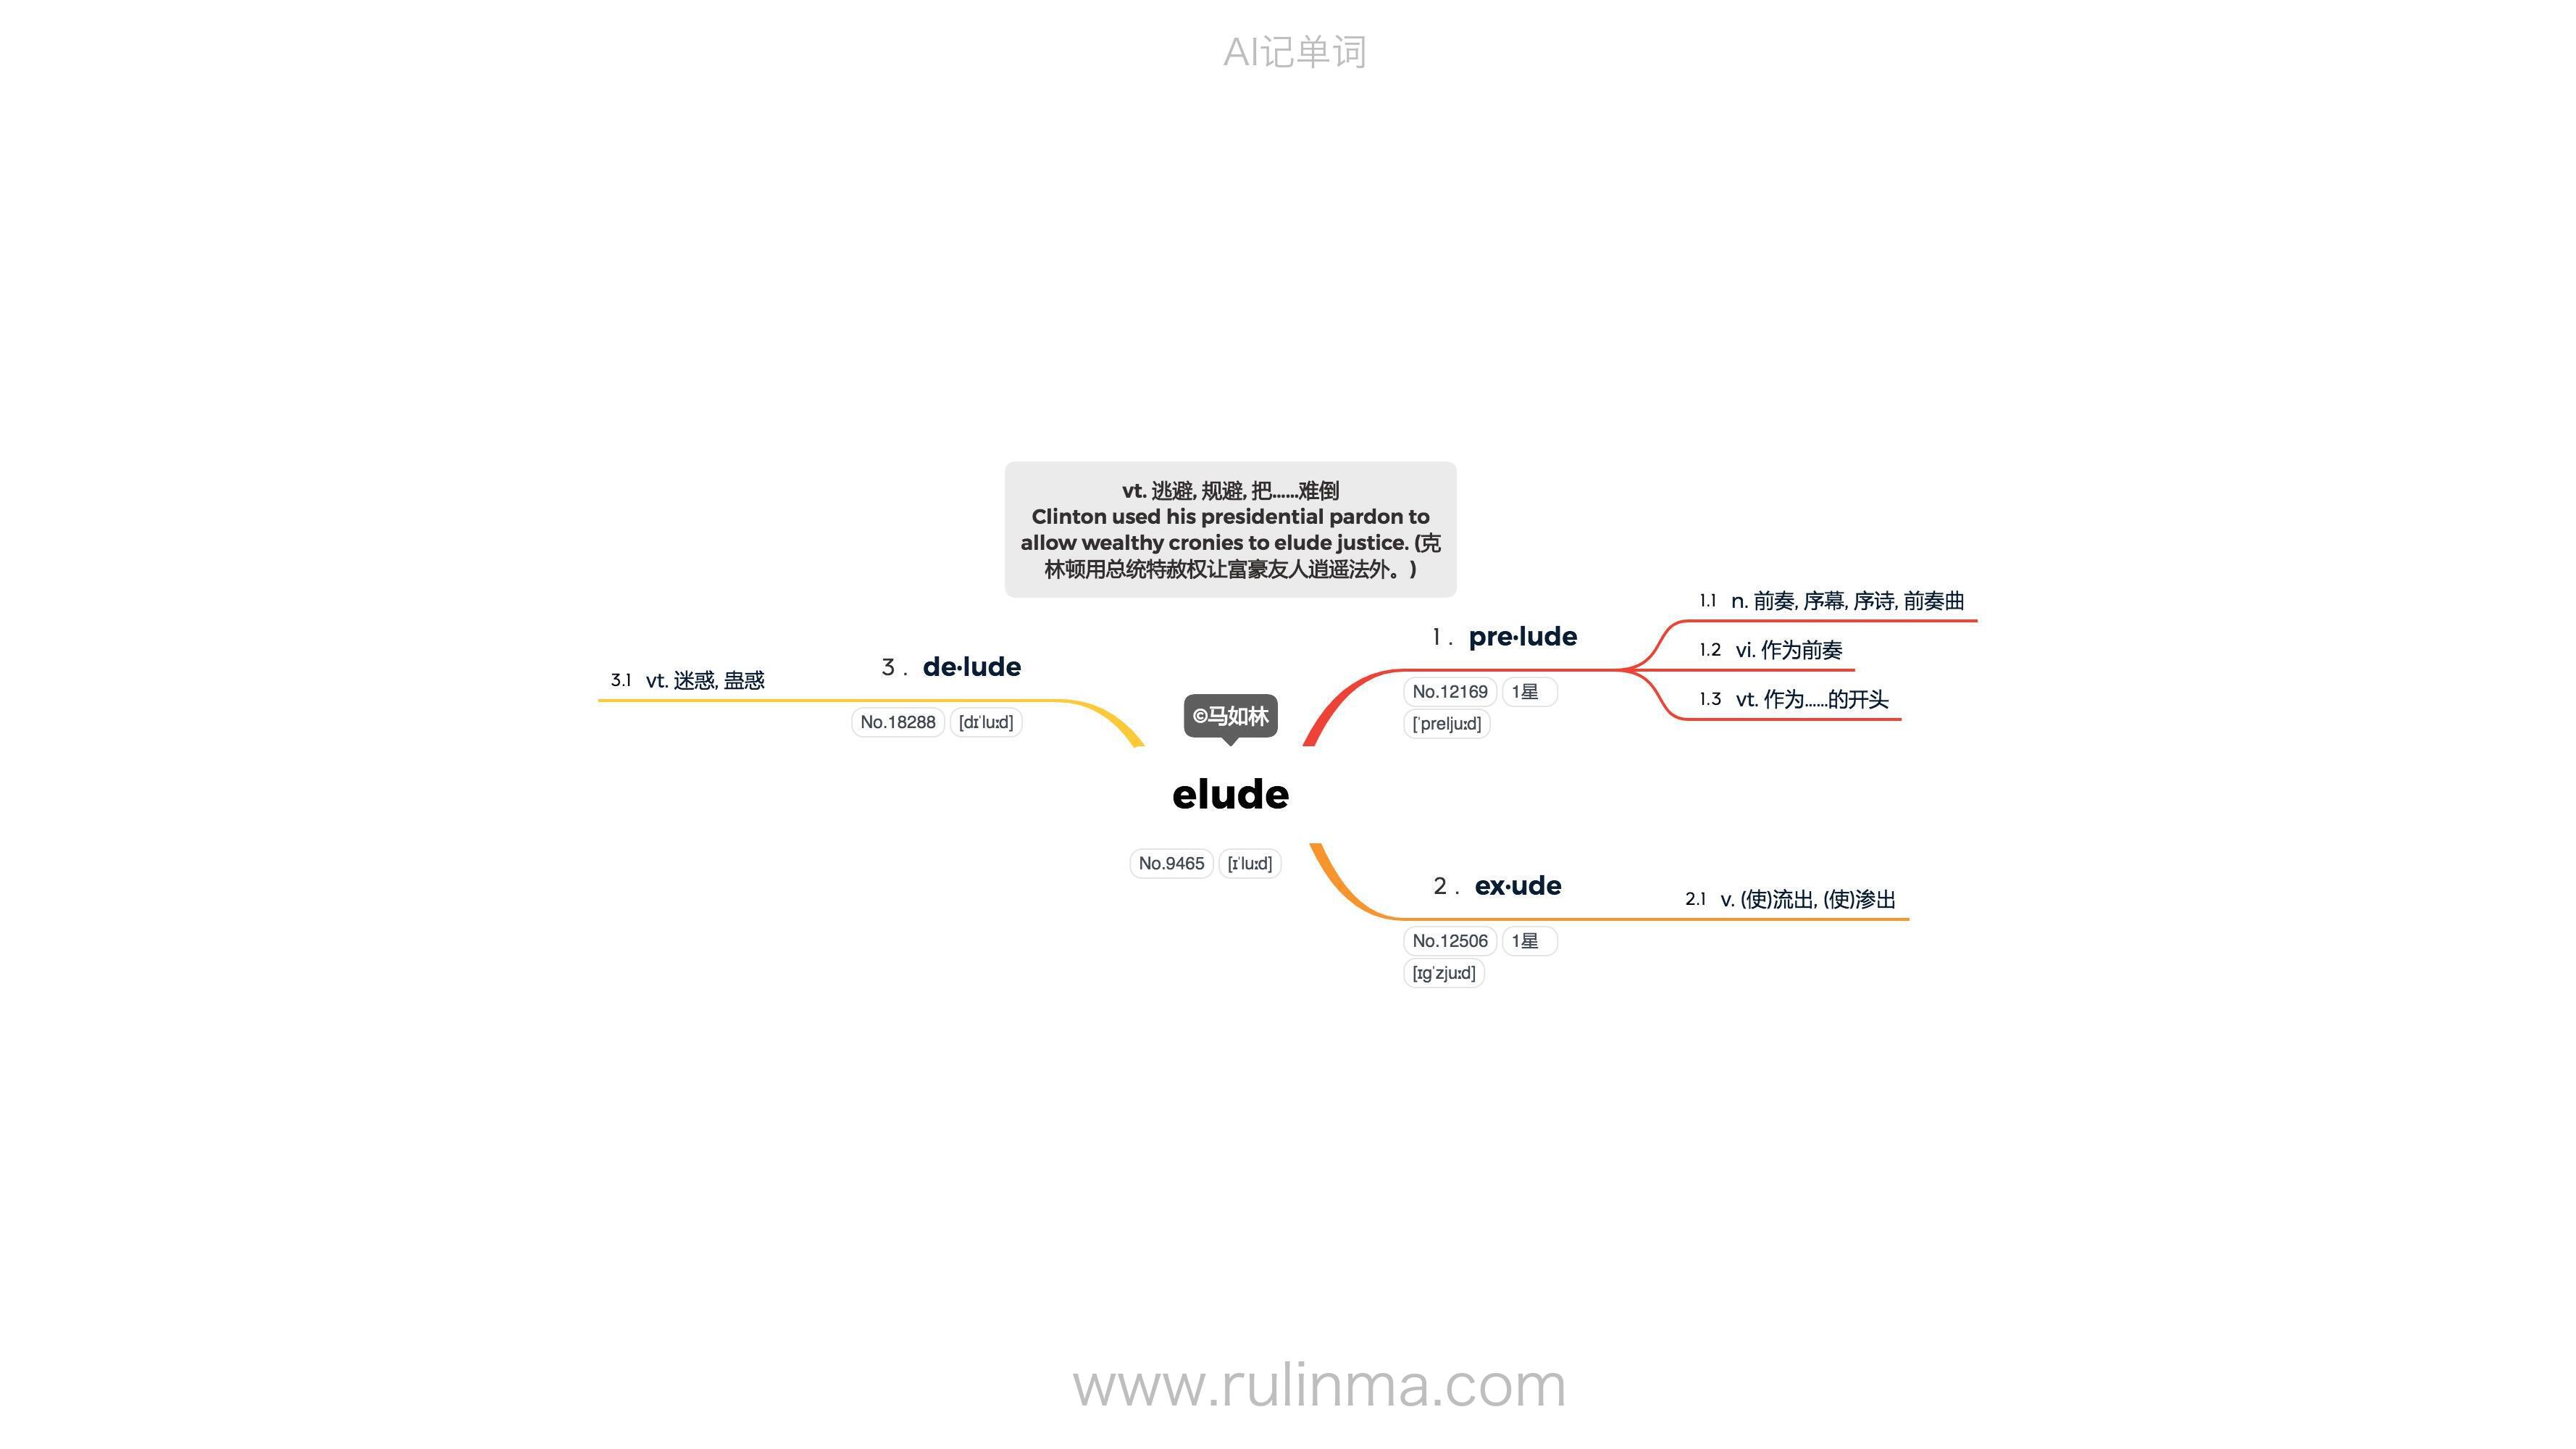 AI记单词
vt. 逃避, 规避, 把……难倒
Clinton used his presidential pardon to
allow wealthy cronies to elude justice. (克
林顿用总统特赦权让富豪友人逍遥法外。)
©马如林
elude
No.9465 [ɪˈluːd]
1. pre·lude
No.12169 1星
[ˈpreljuːd]
1.1 n. 前奏, 序幕, 序诗, 前奏曲
1.2 vi. 作为前奏
1.3 vt. 作为……的开头
2. ex·ude
No.12506 1星
[ɪgˈzjuːd]
2.1 v. (使)流出, (使)渗出
3. de·lude
No.18288 [dɪˈluːd]
3.1 vt. 迷惑, 蛊惑
www.rulinma.com